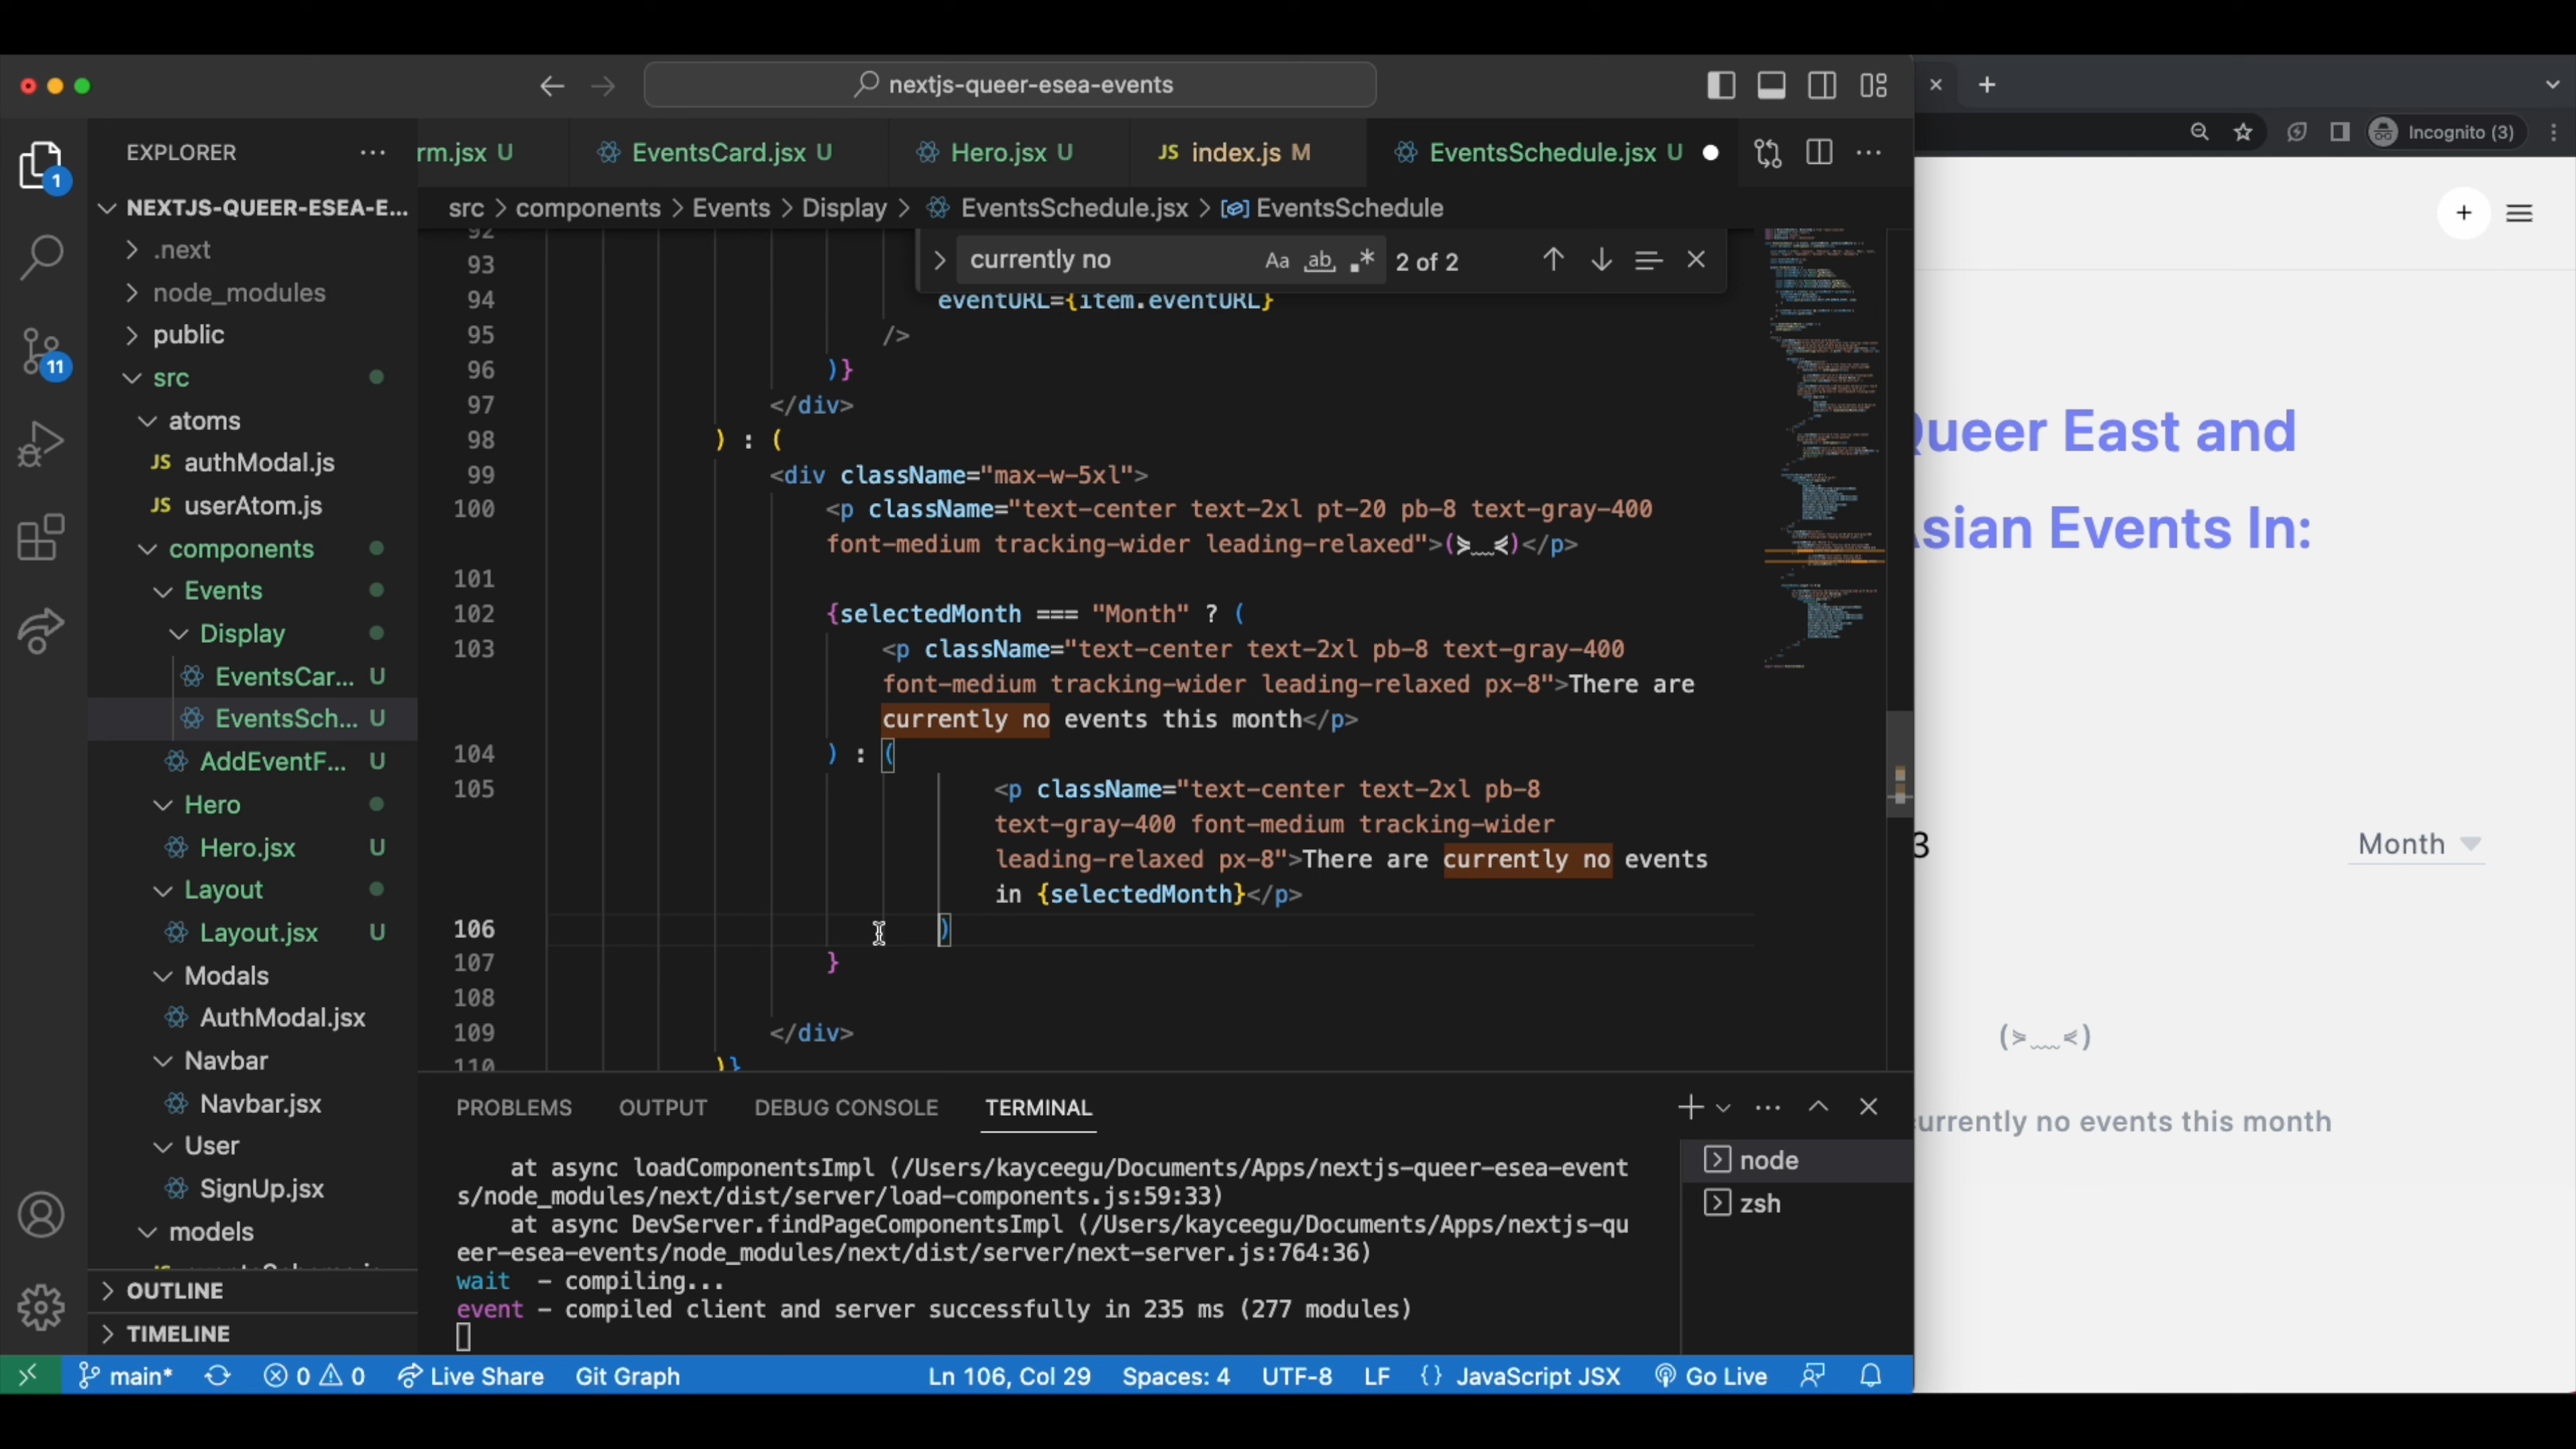 nextjs-queer-esea-events
Incognito (3)
EXPLORER
rm.jsx U
EventsCard.jsx U
Hero.jsx U
JS index.js M
EventsSchedule.jsx U
src > components > Events > Display > EventsSchedule.jsx > EventsSchedule
currently no
Aa ab .* 2 of 2
1
11
NEXTJS-QUEER-ESEA-E...
.next
node_modules
public
src
atoms
JS authModal.js
JS userAtom.js
components
Events
Display
EventsCar... U
EventsSch... U
AddEventF... U
Hero
Hero.jsx U
Layout
Layout.jsx U
Modals
AuthModal.jsx
Navbar
Navbar.jsx
User
SignUp.jsx
models
OUTLINE
TIMELINE
92
93
94 eventURL={item.eventURL}
95 />
96 )}
97 </div>
98 ) : (
99 <div className="max-w-5xl">
100 <p className="text-center text-2xl pt-20 pb-8 text-gray-400
font-medium tracking-wider leading-relaxed">(⪖﹏⪕)</p>
101
102 {selectedMonth === "Month" ? (
103 <p className="text-center text-2xl pb-8 text-gray-400
font-medium tracking-wider leading-relaxed px-8">There are
currently no events this month</p>
104 ) : (
105 <p className="text-center text-2xl pb-8
text-gray-400 font-medium tracking-wider
leading-relaxed px-8">There are currently no events
in {selectedMonth}</p>
106 )
107 }
108
109 </div>
110 )}
PROBLEMS OUTPUT DEBUG CONSOLE TERMINAL
at async loadComponentsImpl (/Users/kayceegu/Documents/Apps/nextjs-queer-esea-event
s/node_modules/next/dist/server/load-components.js:59:33)
at async DevServer.findPageComponentsImpl (/Users/kayceegu/Documents/Apps/nextjs-qu
eer-esea-events/node_modules/next/dist/server/next-server.js:764:36)
wait - compiling...
event - compiled client and server successfully in 235 ms (277 modules)
node
zsh
main* 0 0 Live Share Git Graph Ln 106, Col 29 Spaces: 4 UTF-8 LF {} JavaScript JSX Go Live
Queer East and
Asian Events In:
3
Month
(⪖﹏⪕)
urrently no events this month